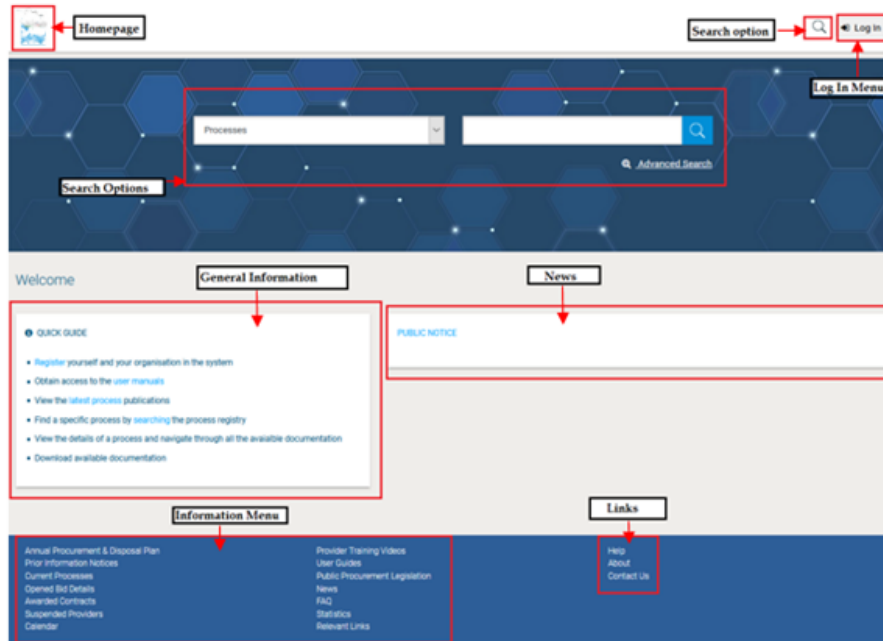 Homepage
Search option
Log In
Log In Menu
Processes
Advanced Search
Search Options
Welcome
General Information
News
QUICK GUIDE
Register yourself and your organisation in the system
Obtain access to the user manuals
View the latest process publications
Find a specific process by searching the process registry
View the details of a process and navigate through all the avaiable documentation
Download available documentation
PUBLIC NOTICE
Information Menu
Links
Annual Procurement & Disposal Plan
Prior Information Notices
Current Processes
Opened Bid Details
Awarded Contracts
Suspended Providers
Calendar
Provider Training Videos
User Guides
Public Procurement Legislation
News
FAQ
Statistics
Relevant Links
Help
About
Contact Us